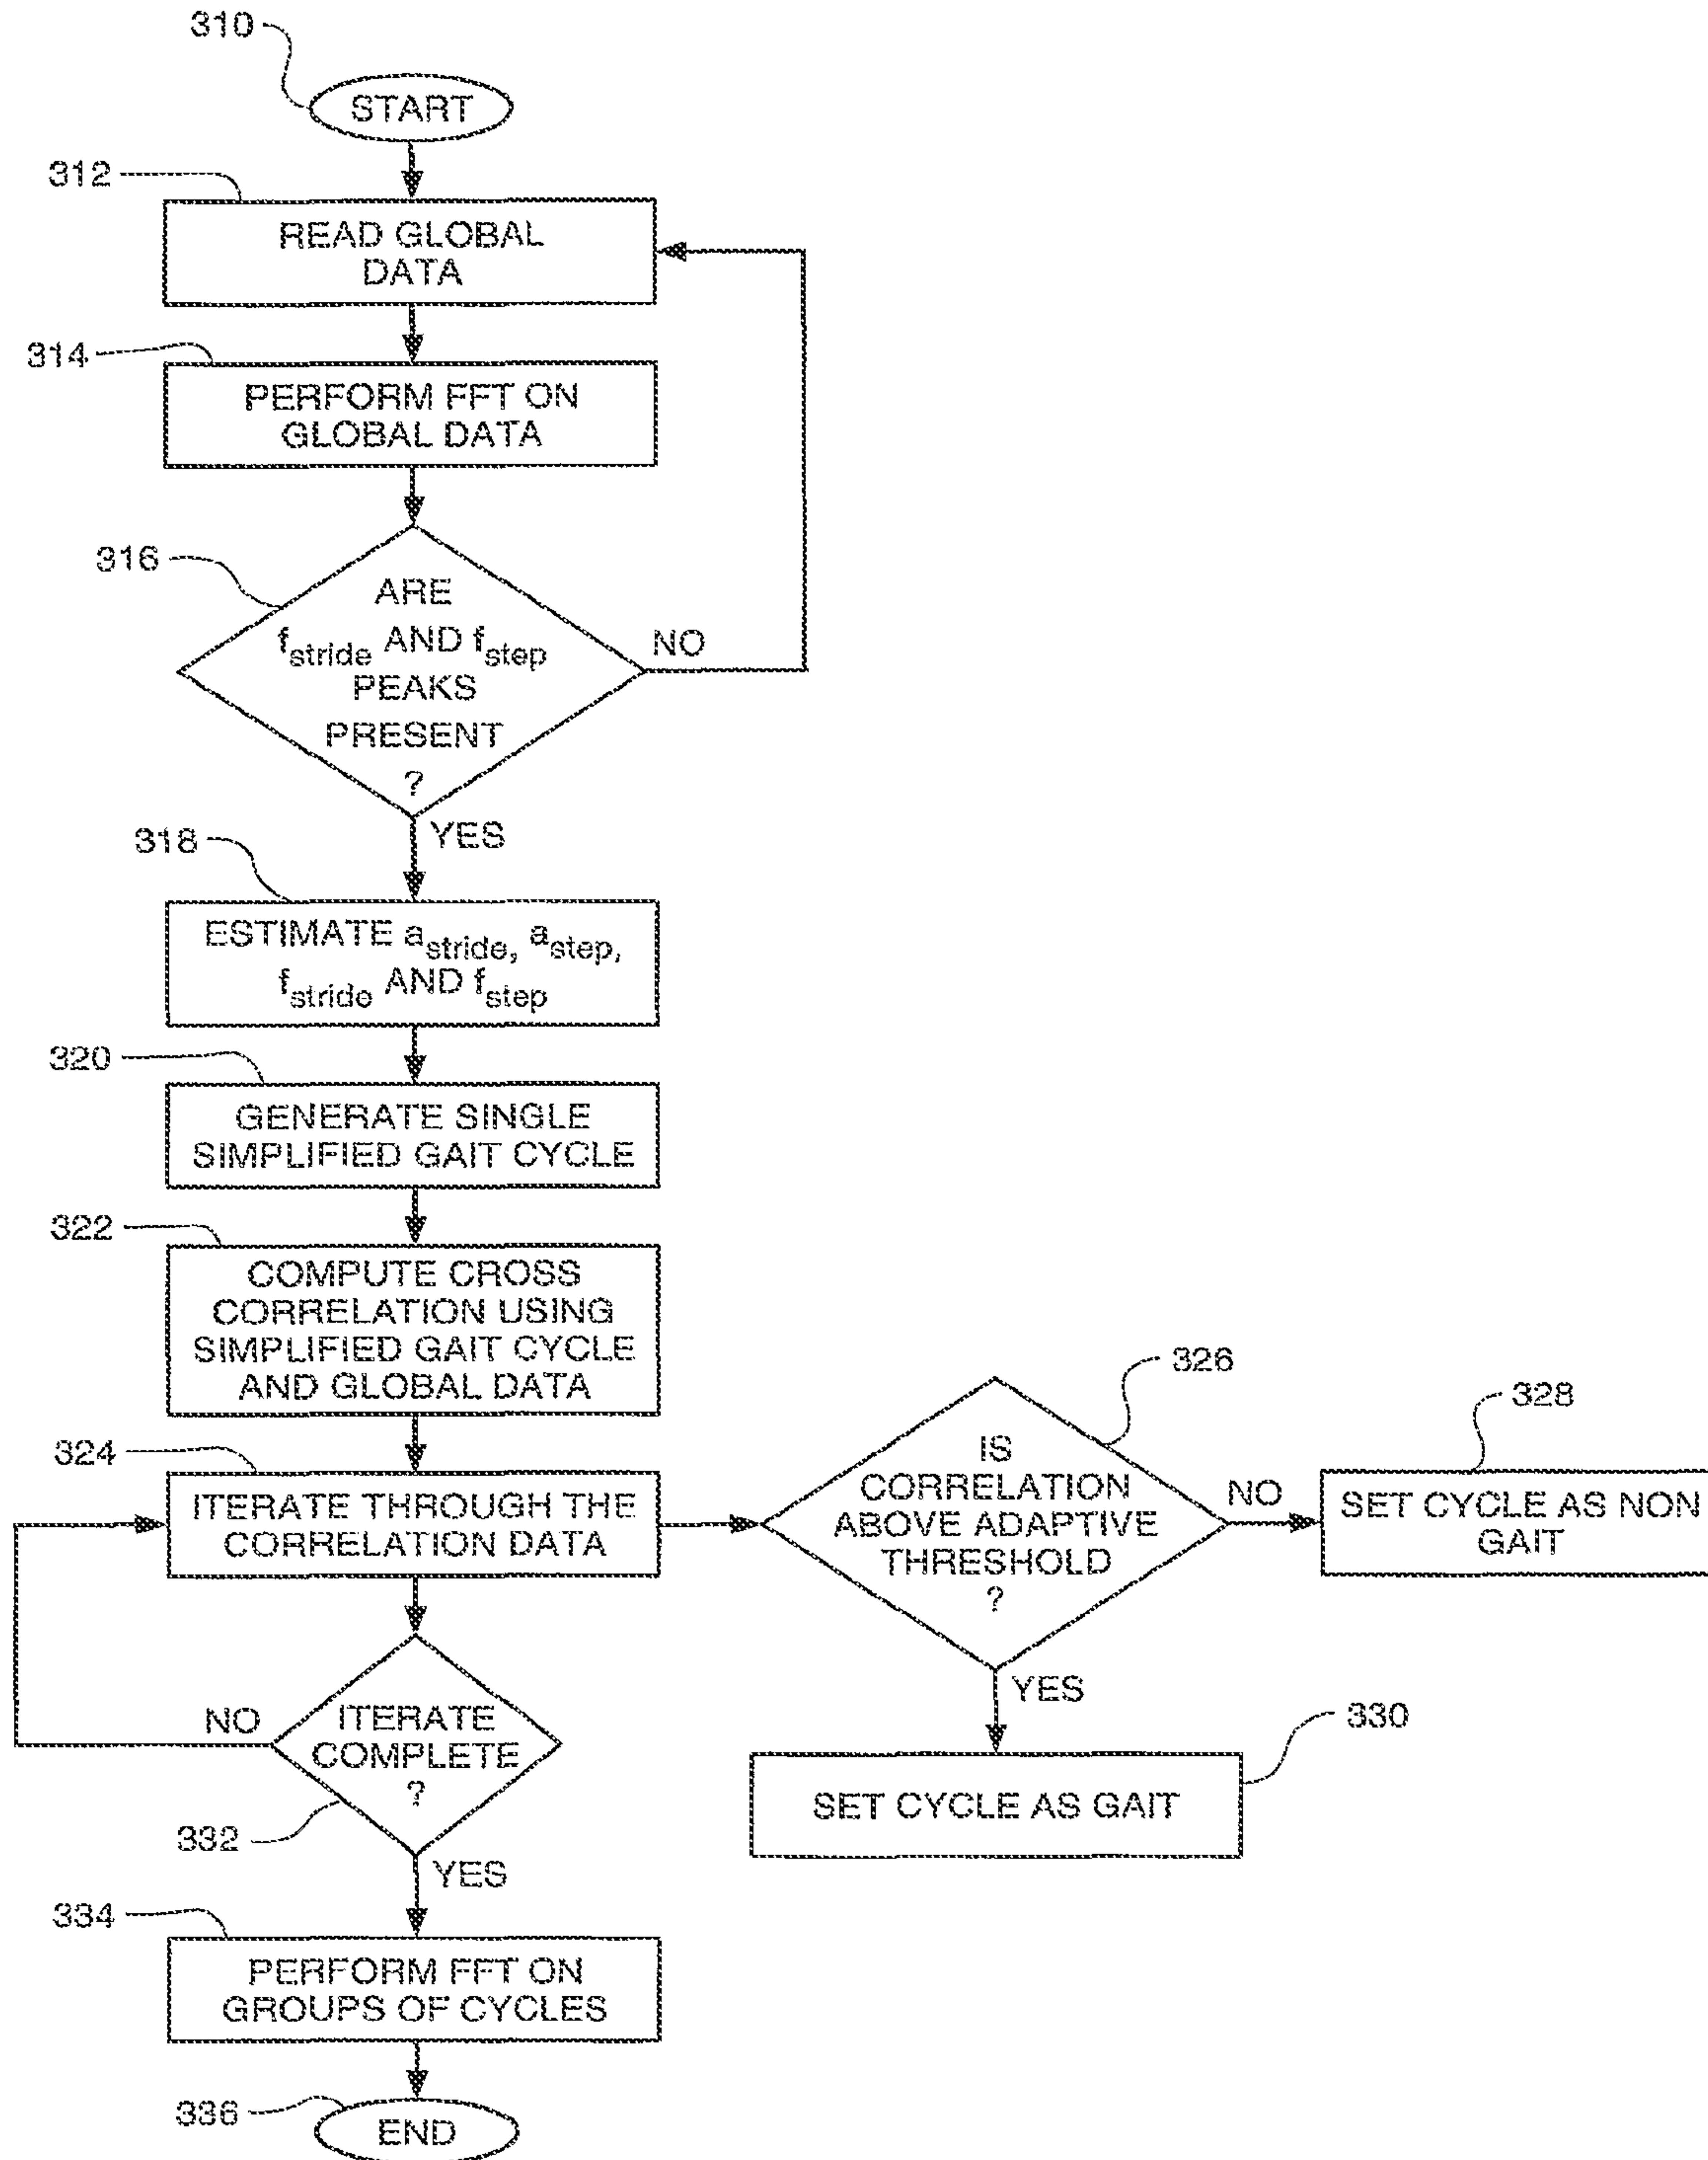 310
START
312
READ GLOBAL
DATA
314
PERFORM FFT ON
GLOBAL DATA
316
ARE
fstride AND fstep
PEAKS
PRESENT
?
NO
YES
318
ESTIMATE astride, astep,
fstride AND fstep
320
GENERATE SINGLE
SIMPLIFIED GAIT CYCLE
322
COMPUTE CROSS
CORRELATION USING
SIMPLIFIED GAIT CYCLE
AND GLOBAL DATA
324
ITERATE THROUGH THE
CORRELATION DATA
326
IS
CORRELATION
ABOVE ADAPTIVE
THRESHOLD
?
NO
328
SET CYCLE AS NON
GAIT
YES
330
SET CYCLE AS GAIT
NO
ITERATE
COMPLETE
?
332
YES
334
PERFORM FFT ON
GROUPS OF CYCLES
336
END